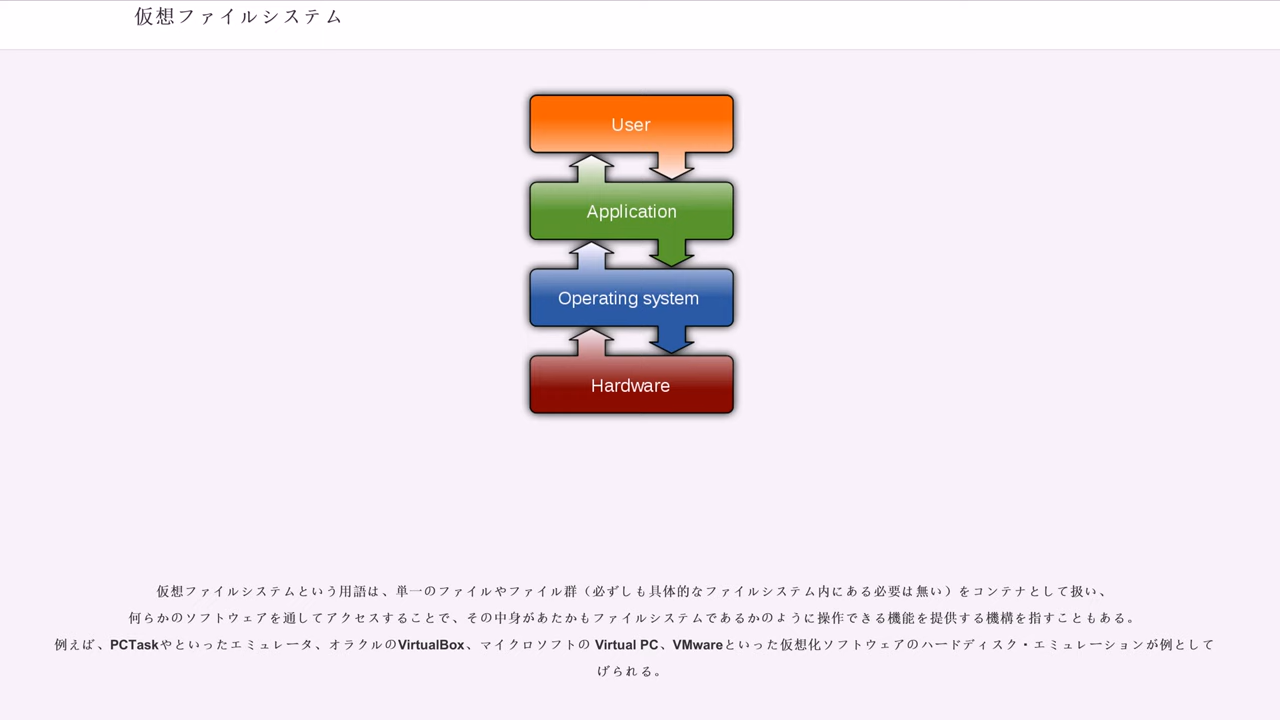 仮想ファイルシステム
User
Application
Operating system
Hardware
仮想ファイルシステムという用語は、単一のファイルやファイル群（必ずしも具体的なファイルシステム内にある必要は無い）をコンテナとして扱い、
何らかのソフトウェアを通してアクセスすることで、その中身があたかもファイルシステムであるかのように操作できる機能を提供する機構を指すこともある。
例えば、PCTaskやといったエミュレータ、オラクルのVirtualBox、マイクロソフトの Virtual PC、VMwareといった仮想化ソフトウェアのハードディスク・エミュレーションが例として
げられる。